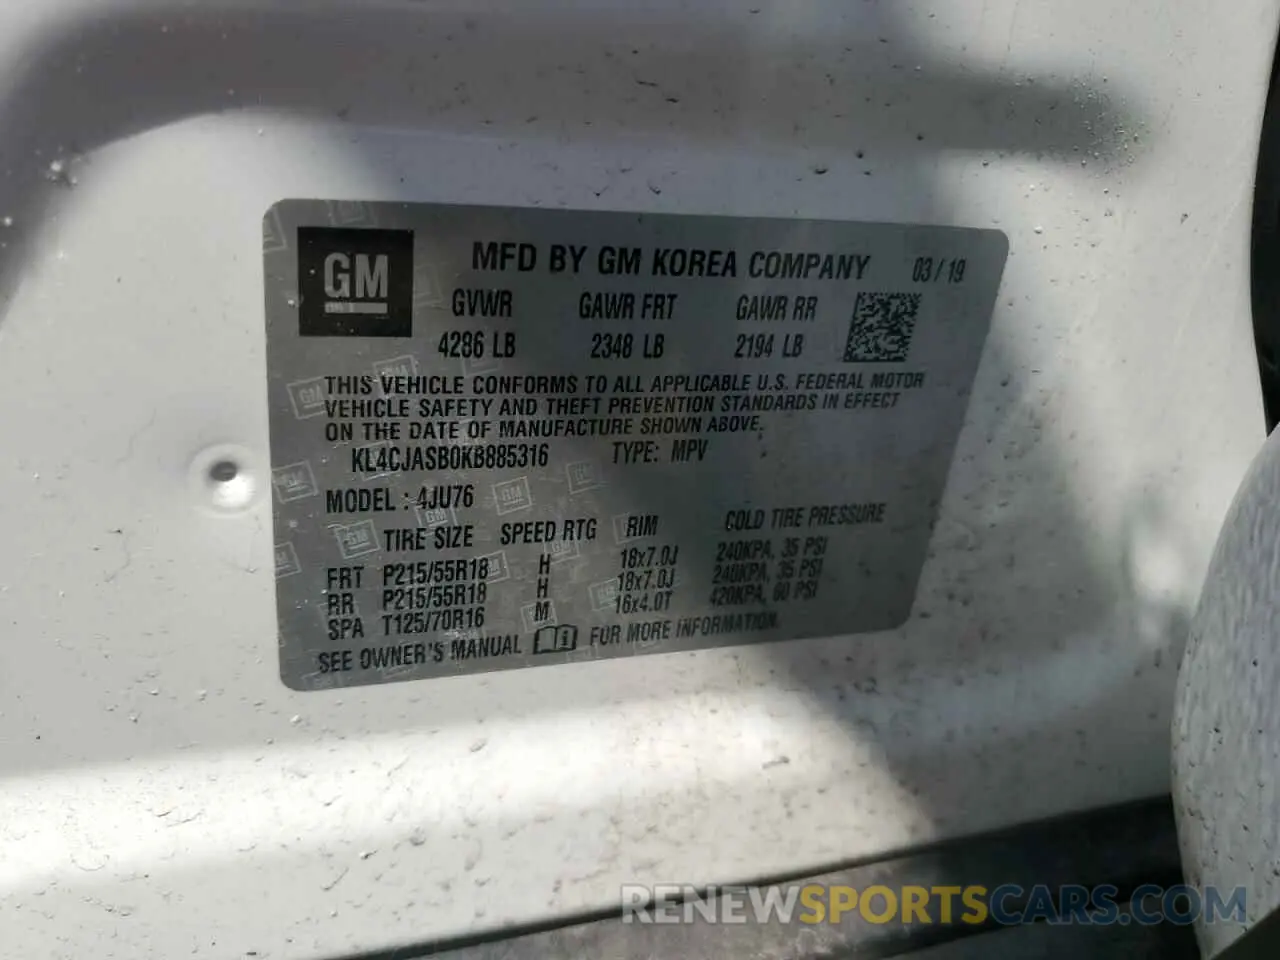 GM
MFD BY GM KOREA COMPANY 03/19
GVWR GAWR FRT GAWR RR
4286 LB 2348 LB 2194 LB
THIS VEHICLE CONFORMS TO ALL APPLICABLE U.S. FEDERAL MOTOR
VEHICLE SAFETY AND THEFT PREVENTION STANDARDS IN EFFECT
ON THE DATE OF MANUFACTURE SHOWN ABOVE.
KL4CJASB0KB885316 TYPE: MPV
MODEL : 4JU76
TIRE SIZE SPEED RTG RIM COLD TIRE PRESSURE
FRT P215/55R18 H 18x7.0J 240KPA, 35 PSI
RR P215/55R18 H 18x7.0J 240KPA, 35 PSI
SPA T125/70R16 M 16x4.0T 420KPA, 60 PSI
SEE OWNER'S MANUAL FOR MORE INFORMATION.
RENEWSPORTSCARS.COM